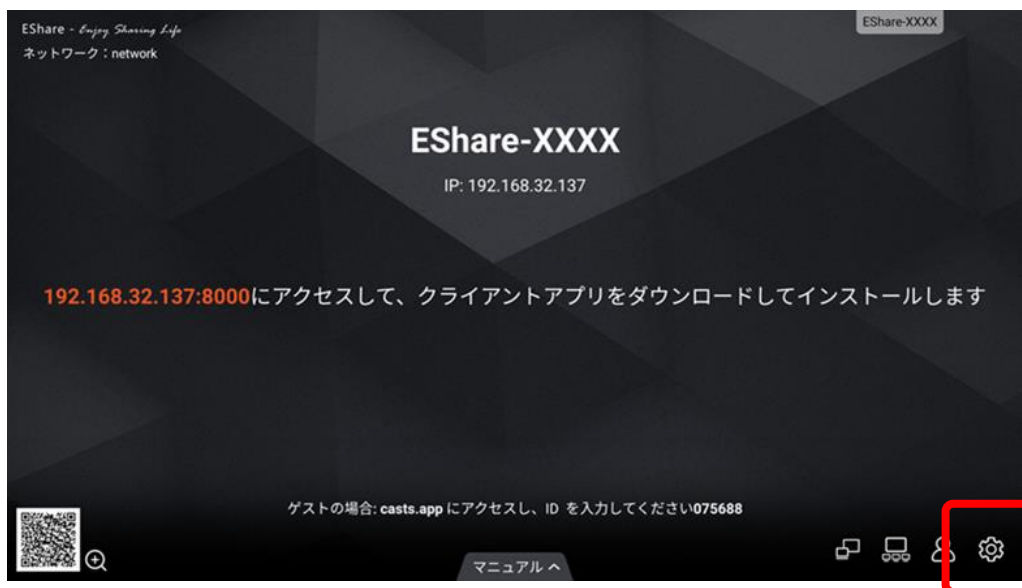 EShare - Enjoy Sharing Life
EShare-XXXX
ネットワーク：network
EShare-XXXX
IP: 192.168.32.137
192.168.32.137:8000にアクセスして、クライアントアプリをダウンロードしてインストールします
ゲストの場合: casts.app にアクセスし、ID を入力してください075688
マニュアル